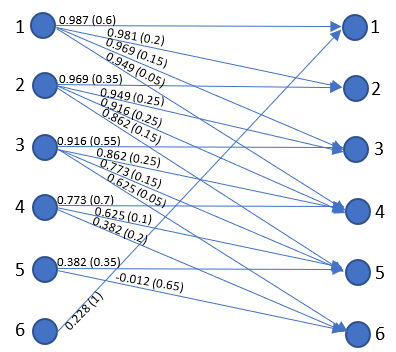 1 0.987 (0.6) 1
0.981 (0.2)
0.969 (0.15)
0.949 (0.05)
2 0.969 (0.35) 2
0.949 (0.25)
0.916 (0.25)
0.862 (0.15)
3 0.916 (0.55) 3
0.862 (0.25)
0.773 (0.15)
0.625 (0.05)
4 0.773 (0.7) 4
0.625 (0.1)
0.382 (0.2)
5 0.382 (0.35) 5
-0.012 (0.65)
6 0.228 (1) 6